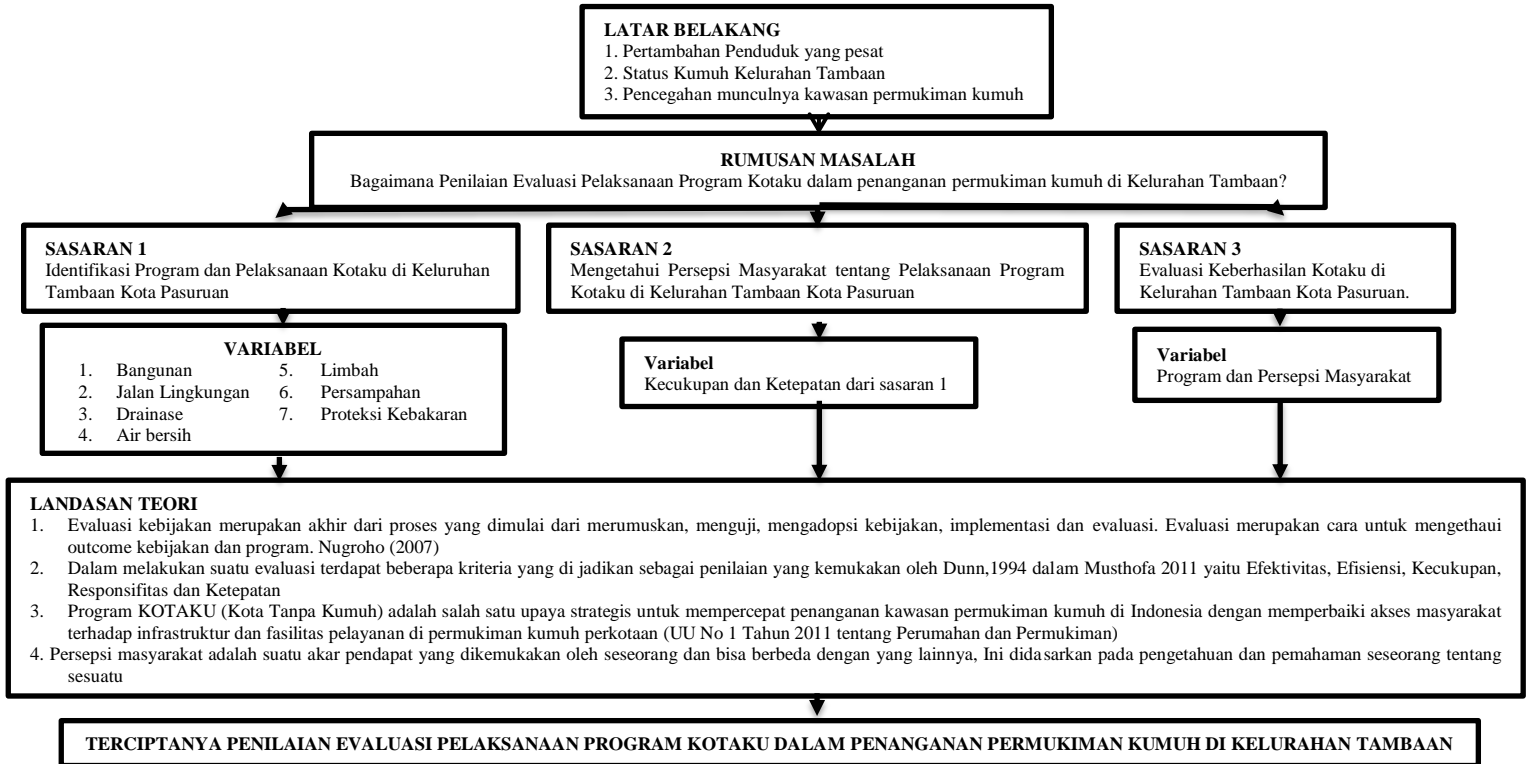 LATAR BELAKANG
1. Pertambahan Penduduk yang pesat
2. Status Kumuh Kelurahan Tambaan
3. Pencegahan munculnya kawasan permukiman kumuh
RUMUSAN MASALAH
Bagaimana Penilaian Evaluasi Pelaksanaan Program Kotaku dalam penanganan permukiman kumuh di Kelurahan Tambaan?
SASARAN 1
Identifikasi Program dan Pelaksanaan Kotaku di Keluruhan
Tambaan Kota Pasuruan
SASARAN 2
Mengetahui Persepsi Masyarakat tentang Pelaksanaan Program
Kotaku di Kelurahan Tambaan Kota Pasuruan
SASARAN 3
Evaluasi Keberhasilan Kotaku di
Kelurahan Tambaan Kota Pasuruan.
VARIABEL
1. Bangunan
2. Jalan Lingkungan
3. Drainase
4. Air bersih
5. Limbah
6. Persampahan
7. Proteksi Kebakaran
Variabel
Kecukupan dan Ketepatan dari sasaran 1
Variabel
Program dan Persepsi Masyarakat
LANDASAN TEORI
1. Evaluasi kebijakan merupakan akhir dari proses yang dimulai dari merumuskan, menguji, mengadopsi kebijakan, implementasi dan evaluasi. Evaluasi merupakan cara untuk mengethaui
outcome kebijakan dan program. Nugroho (2007)
2. Dalam melakukan suatu evaluasi terdapat beberapa kriteria yang di jadikan sebagai penilaian yang kemukakan oleh Dunn,1994 dalam Musthofa 2011 yaitu Efektivitas, Efisiensi, Kecukupan,
Responsifitas dan Ketepatan
3. Program KOTAKU (Kota Tanpa Kumuh) adalah salah satu upaya strategis untuk mempercepat penanganan kawasan permukiman kumuh di Indonesia dengan memperbaiki akses masyarakat
terhadap infrastruktur dan fasilitas pelayanan di permukiman kumuh perkotaan (UU No 1 Tahun 2011 tentang Perumahan dan Permukiman)
4. Persepsi masyarakat adalah suatu akar pendapat yang dikemukakan oleh seseorang dan bisa berbeda dengan yang lainnya, Ini didasarkan pada pengetahuan dan pemahaman seseorang tentang
sesuatu
TERCIPTANYA PENILAIAN EVALUASI PELAKSANAAN PROGRAM KOTAKU DALAM PENANGANAN PERMUKIMAN KUMUH DI KELURAHAN TAMBAAN